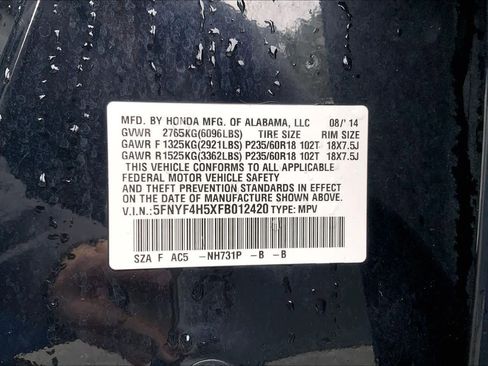 MFD. BY HONDA MFG. OF ALABAMA, LLC 08/'14
GVWR 2765KG(6096LBS) TIRE SIZE RIM SIZE
GAWR F 1325KG(2921LBS) P235/60R18 102T 18X7.5J
GAWR R 1525KG(3362LBS) P235/60R18 102T 18X7.5J
THIS VEHICLE CONFORMS TO ALL APPLICABLE
FEDERAL MOTOR VEHICLE SAFETY
AND THEFT PREVENTION STANDARDS IN EFFECT
ON THE DATE OF MANUFACTURE SHOWN ABOVE.
V.I.N.: 5FNYF4H5XFB012420 TYPE: MPV
SZA F AC5 -NH731P -B -B